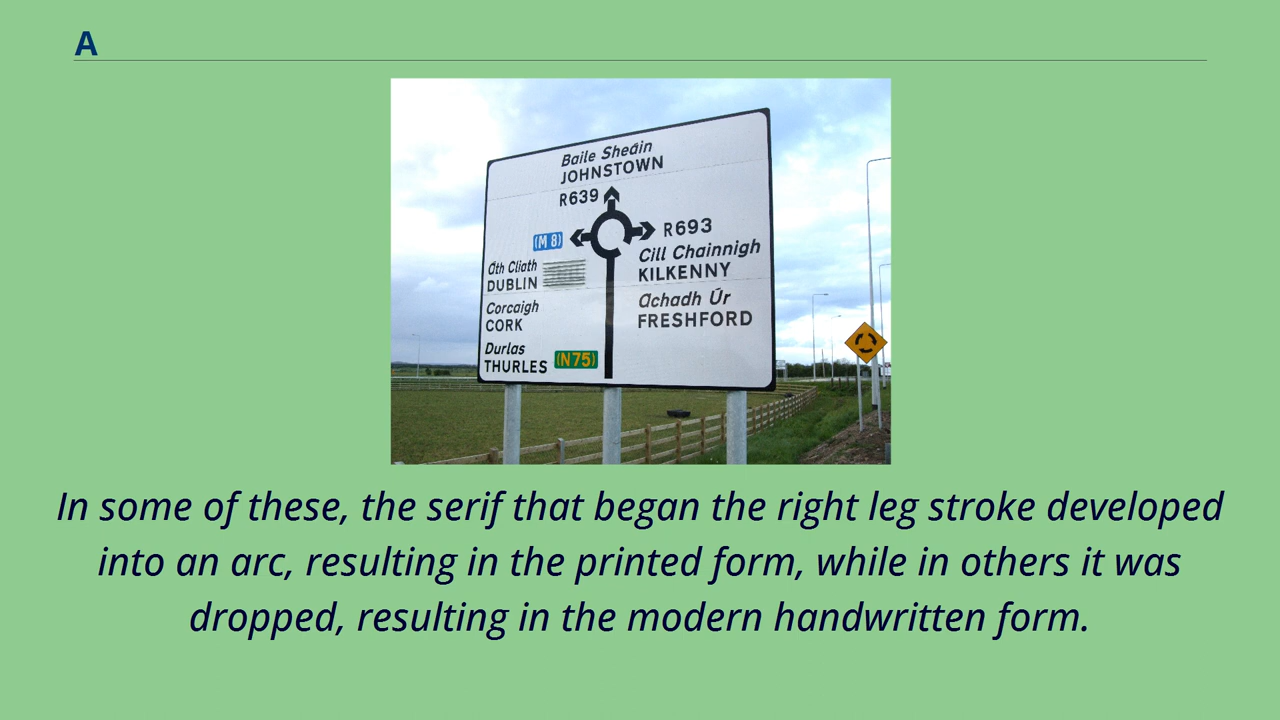 A
Baile Sheáin
JOHNSTOWN
R639
R693
(M 8)
Cill Chainnigh
KILKENNY
Áth Cliath
DUBLIN
Achadh Úr
FRESHFORD
Corcaigh
CORK
Durlas
THURLES
(N75)
In some of these, the serif that began the right leg stroke developed
into an arc, resulting in the printed form, while in others it was
dropped, resulting in the modern handwritten form.